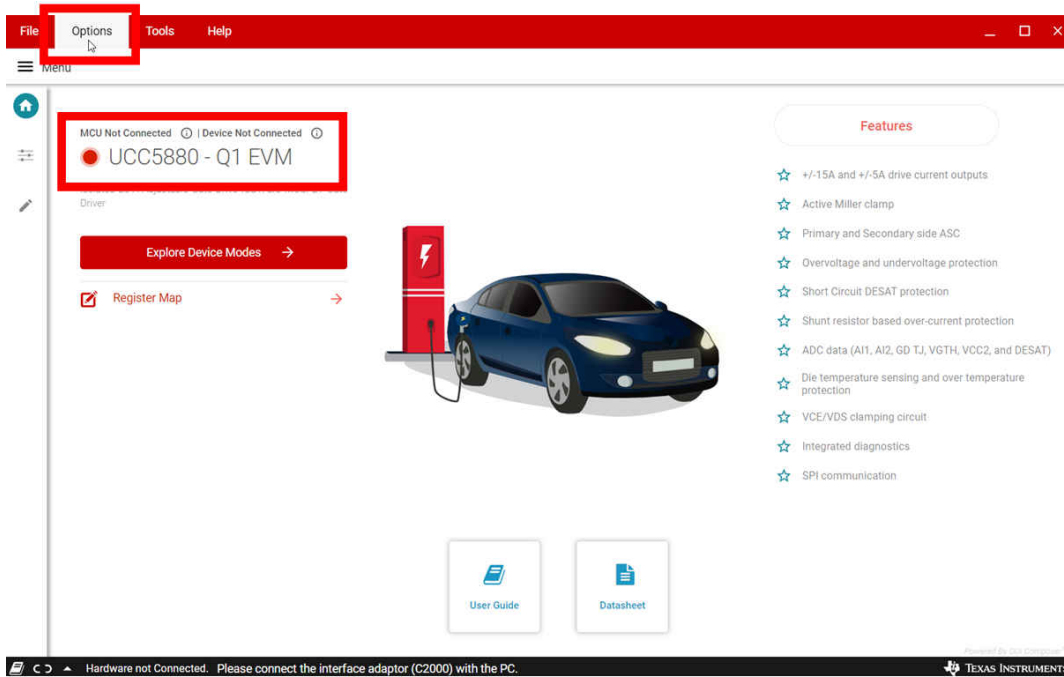 File Options Tools Help
Menu
MCU Not Connected | Device Not Connected
UCC5880 - Q1 EVM
Driver
Explore Device Modes
Register Map
Features
+/-15A and +/-5A drive current outputs
Active Miller clamp
Primary and Secondary side ASC
Overvoltage and undervoltage protection
Short Circuit DESAT protection
Shunt resistor based over-current protection
ADC data (AI1, AI2, GD TJ, VGTH, VCC2, and DESAT)
Die temperature sensing and over temperature
protection
VCE/VDS clamping circuit
Integrated diagnostics
SPI communication
User Guide
Datasheet
Powered By GUI Composer
Hardware not Connected. Please connect the interface adaptor (C2000) with the PC.
TEXAS INSTRUMENTS